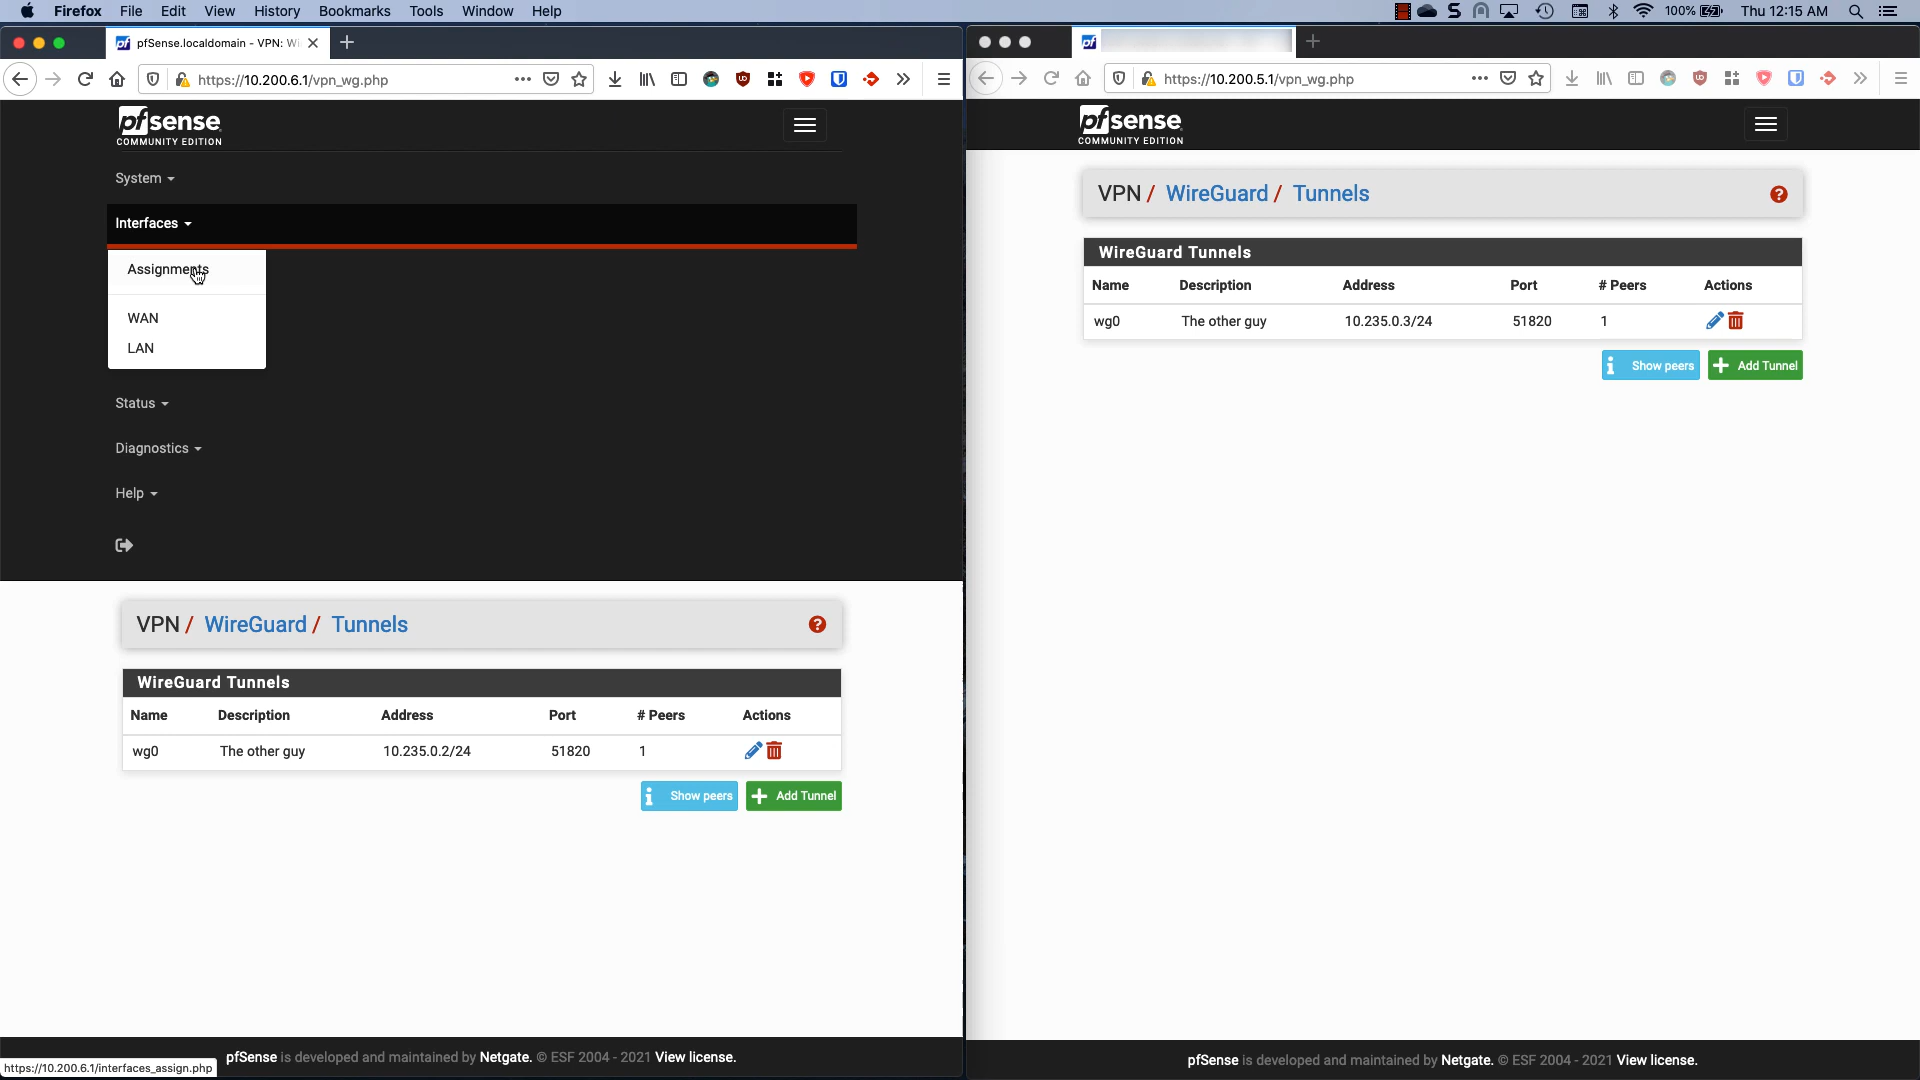 Firefox File Edit View History Bookmarks Tools Window Help
100% Thu 12:15 AM
pfSense.localdomain - VPN: Wi
https://10.200.6.1/vpn_wg.php
pfsense
COMMUNITY EDITION
System
Interfaces
Assignments
WAN
LAN
Status
Diagnostics
Help
VPN / WireGuard / Tunnels
WireGuard Tunnels
Name Description Address Port # Peers Actions
wg0 The other guy 10.235.0.2/24 51820 1
Show peers Add Tunnel
pfSense is developed and maintained by Netgate. © ESF 2004 - 2021 View license.
https://10.200.6.1/interfaces_assign.php
https://10.200.5.1/vpn_wg.php
pfsense
COMMUNITY EDITION
VPN / WireGuard / Tunnels
WireGuard Tunnels
Name Description Address Port # Peers Actions
wg0 The other guy 10.235.0.3/24 51820 1
Show peers Add Tunnel
pfSense is developed and maintained by Netgate. © ESF 2004 - 2021 View license.